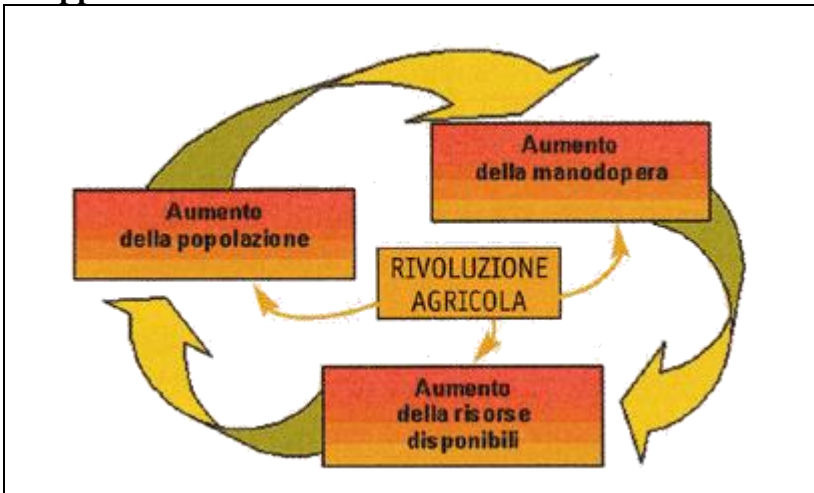 Aumento
della popolazione
Aumento
della manodopera
RIVOLUZIONE
AGRICOLA
Aumento
della risorse
disponibili